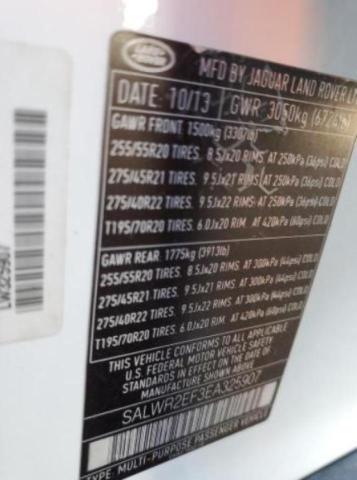 LAND ROVER
MFD BY JAGUAR LAND ROVER
DATE 10/13 GWR 3050kg
GAWR FRONT 1500kg (3307lb)
255/55R20 TIRES. 8.5Jx20 RIMS AT 250kPa (36psi) COLD
275/45R21 TIRES. 9.5Jx21 RIMS. AT 250kPa (36psi) COLD
275/40R22 TIRES. 9.5Jx22 RIMS AT 250kPa (36psi) COLD
T195/70R20 TIRES. 6.0Jx20 RIM AT 420kPa (60psi) COLD
GAWR REAR. 1775kg (3913lb)
255/55R20 TIRES. 8.5Jx20 RIMS. AT 300kPa (44psi) COLD
275/45R21 TIRES. 9.5Jx21 RIMS AT 300kPa (44psi) COLD
275/40R22 TIRES. 9.5Jx22 RIMS AT 300kPa (44psi) COLD
T195/70R20 TIRES. 6.0Jx20 RIM AT 420kPa (60psi) COLD
THIS VEHICLE CONFORMS TO ALL APPLICABLE
U.S. FEDERAL MOTOR VEHICLE SAFETY
STANDARDS IN EFFECT ON THE DATE OF
MANUFACTURE SHOWN ABOVE.
SALWR2EF3EA325907
TYPE: MULTI-PURPOSE PASSENGER VEHICLE